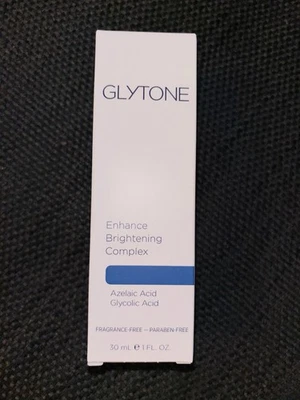 GLYTONE
Enhance
Brightening
Complex
Azelaic Acid
Glycolic Acid
FRAGRANCE-FREE — PARABEN-FREE
30 mL ℮ 1 FL. OZ.